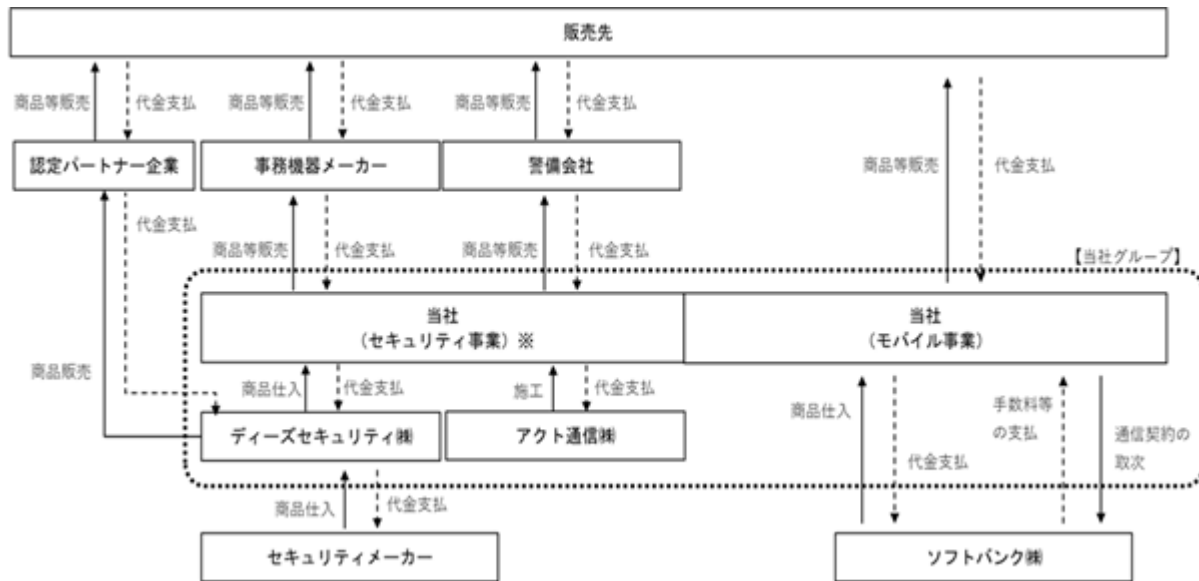 販売先
商品等販売
代金支払
商品等販売
代金支払
商品等販売
代金支払
認定パートナー企業
事務機器メーカー
警備会社
商品等販売
代金支払
代金支払
商品等販売
代金支払
商品等販売
代金支払
【当社グループ】
当社
(セキュリティ事業)※
当社
(モバイル事業)
商品販売
商品仕入
代金支払
施工
代金支払
商品仕入
代金支払
手数料等
の支払
通信契約の
取次
ディーズセキュリティ㈱
アクト通信㈱
商品仕入
代金支払
セキュリティメーカー
ソフトバンク㈱